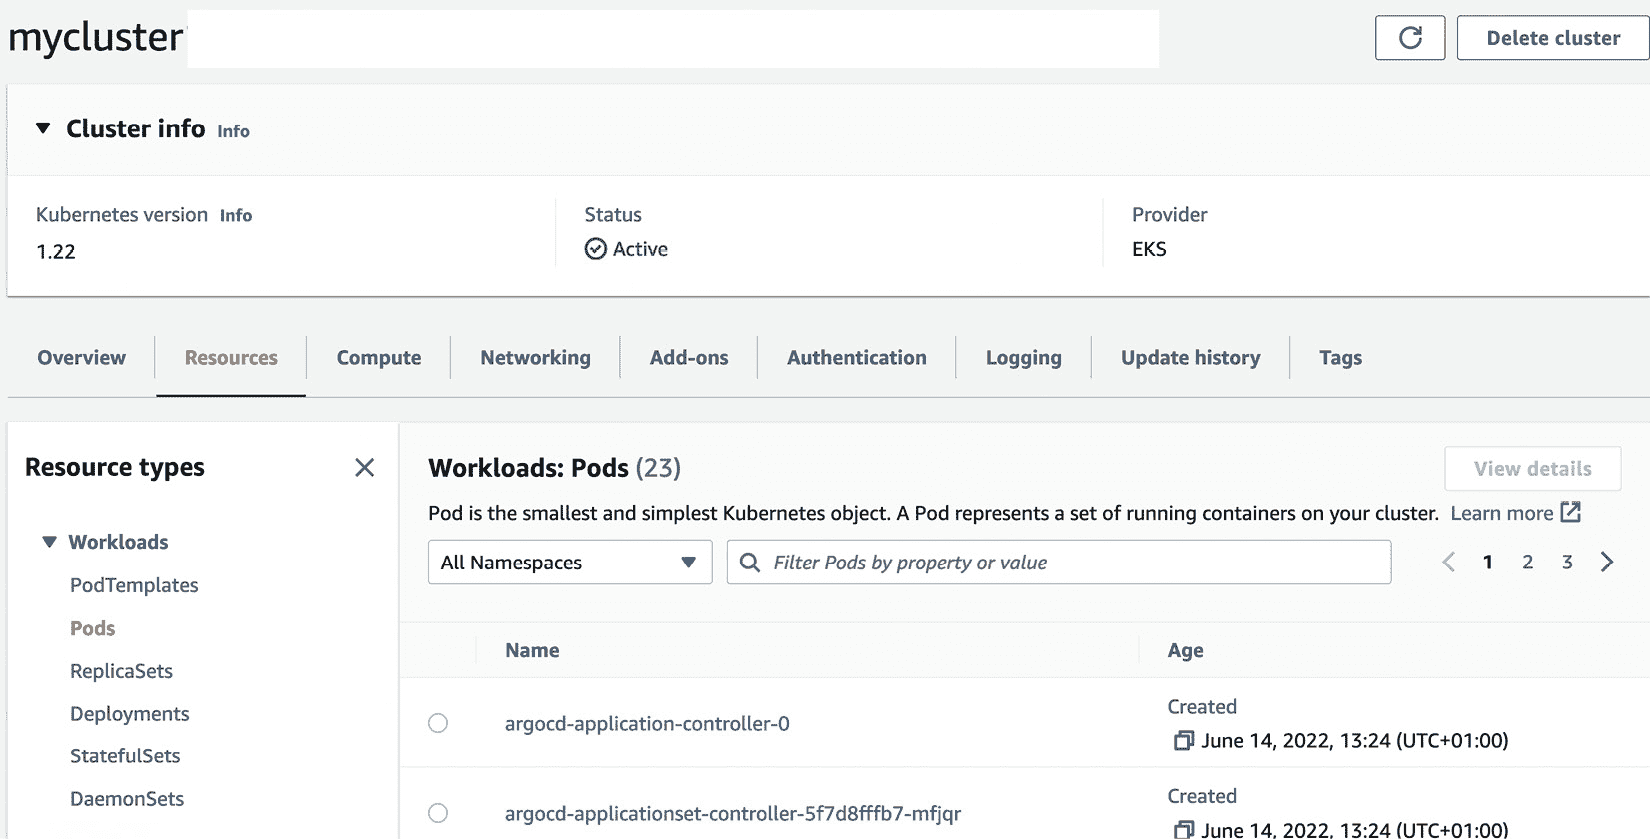 mycluster
Delete cluster
Cluster info Info
Kubernetes version Info
Status
Provider
1.22
Active
EKS
Overview
Resources
Compute
Networking
Add-ons
Authentication
Logging
Update history
Tags
Resource types
Workloads
PodTemplates
Pods
ReplicaSets
Deployments
StatefulSets
DaemonSets
Workloads: Pods (23)
View details
Pod is the smallest and simplest Kubernetes object. A Pod represents a set of running containers on your cluster. Learn more
All Namespaces
Filter Pods by property or value
1 2 3
Name
Age
argocd-application-controller-0
Created
June 14, 2022, 13:24 (UTC+01:00)
argocd-applicationset-controller-5f7d8fffb7-mfjqr
Created
June 14, 2022, 13:24 (UTC+01:00)